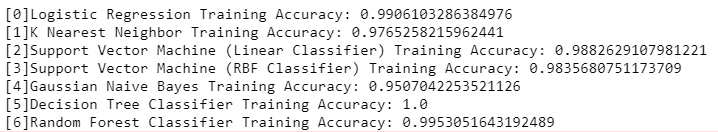 [0]Logistic Regression Training Accuracy: 0.9906103286384976
[1]K Nearest Neighbor Training Accuracy: 0.9765258215962441
[2]Support Vector Machine (Linear Classifier) Training Accuracy: 0.9882629107981221
[3]Support Vector Machine (RBF Classifier) Training Accuracy: 0.9835680751173709
[4]Gaussian Naive Bayes Training Accuracy: 0.9507042253521126
[5]Decision Tree Classifier Training Accuracy: 1.0
[6]Random Forest Classifier Training Accuracy: 0.9953051643192489